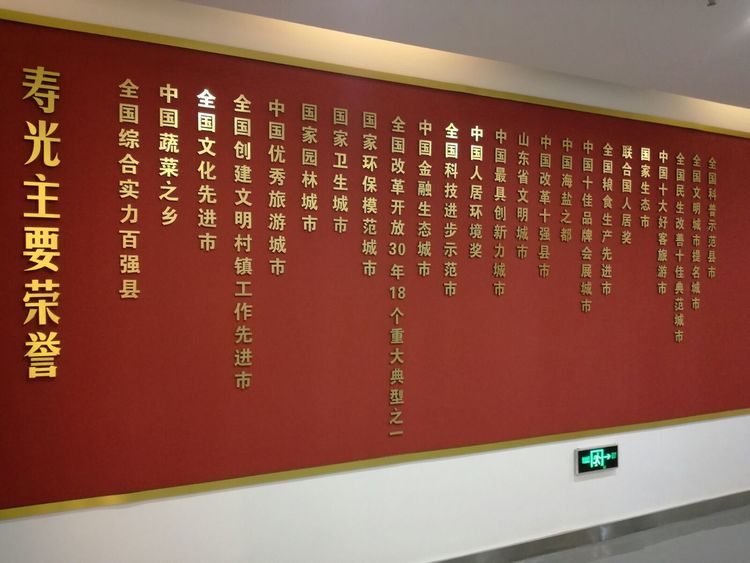 寿光主要荣誉
全国综合实力百强县
中国蔬菜之乡
全国文化先进市
全国创建文明村镇工作先进市
中国优秀旅游城市
国家园林城市
国家卫生城市
国家环保模范城市
全国改革开放30年18个重大典型之一
中国金融生态城市
全国科技进步示范市
中国人居环境奖
中国最具创新力城市
山东省文明城市
中国改革十强县市
中国海盐之都
中国十佳品牌会展城市
全国粮食生产先进市
联合国人居奖
国家生态市
中国十大好客旅游市
全国民生改善十佳典范城市
全国文明城市提名城市
全国科普示范县市